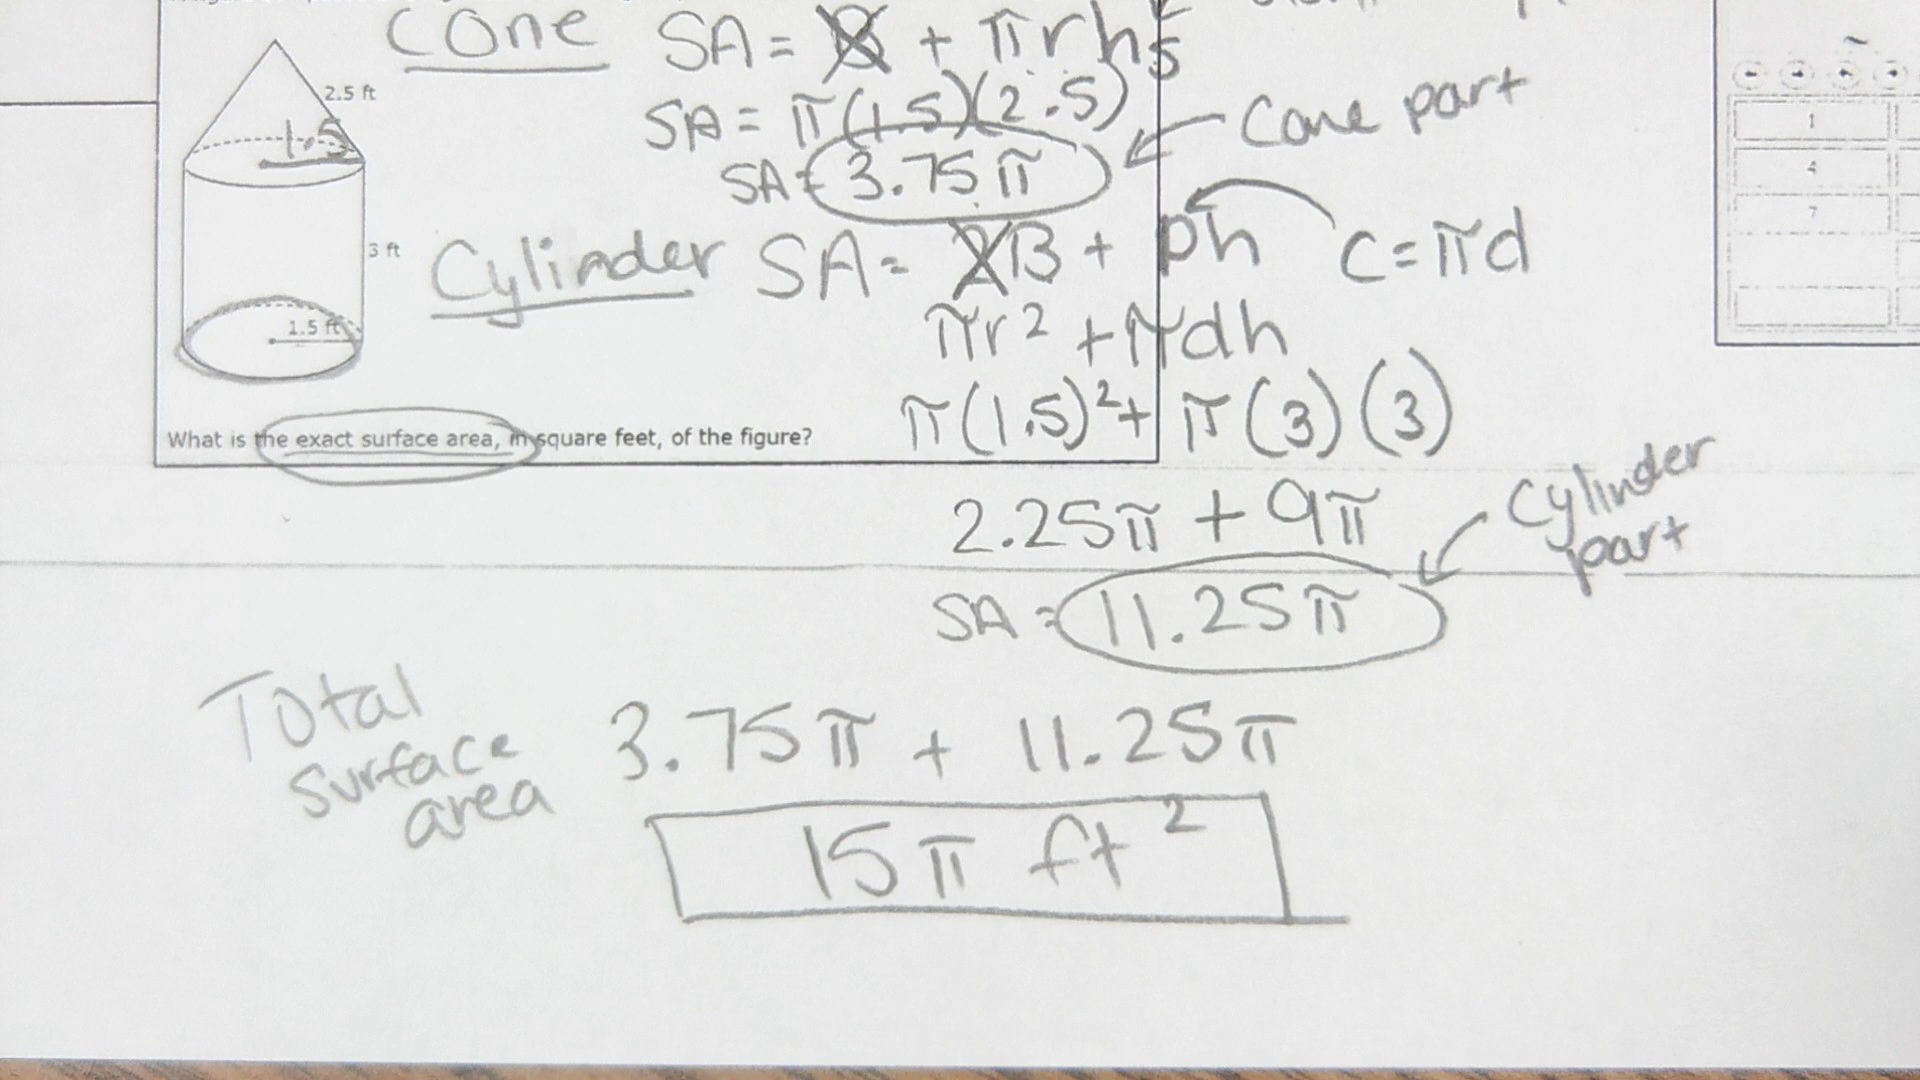 Cone SA = B + πrhs
2.5 ft
SA = π(1.5)(2.5)
Cone part
1.5
SA = 3.75π
3 ft
Cylinder SA = 2B + ph C = πd
πr² + πdh
1.5 ft
π(1.5)² + π(3)(3)
What is the exact surface area, in square feet, of the figure?
2.25π + 9π
Cylinder
part
SA = 11.25π
Total
surface
area
3.75π + 11.25π
15π ft²
1
4
7